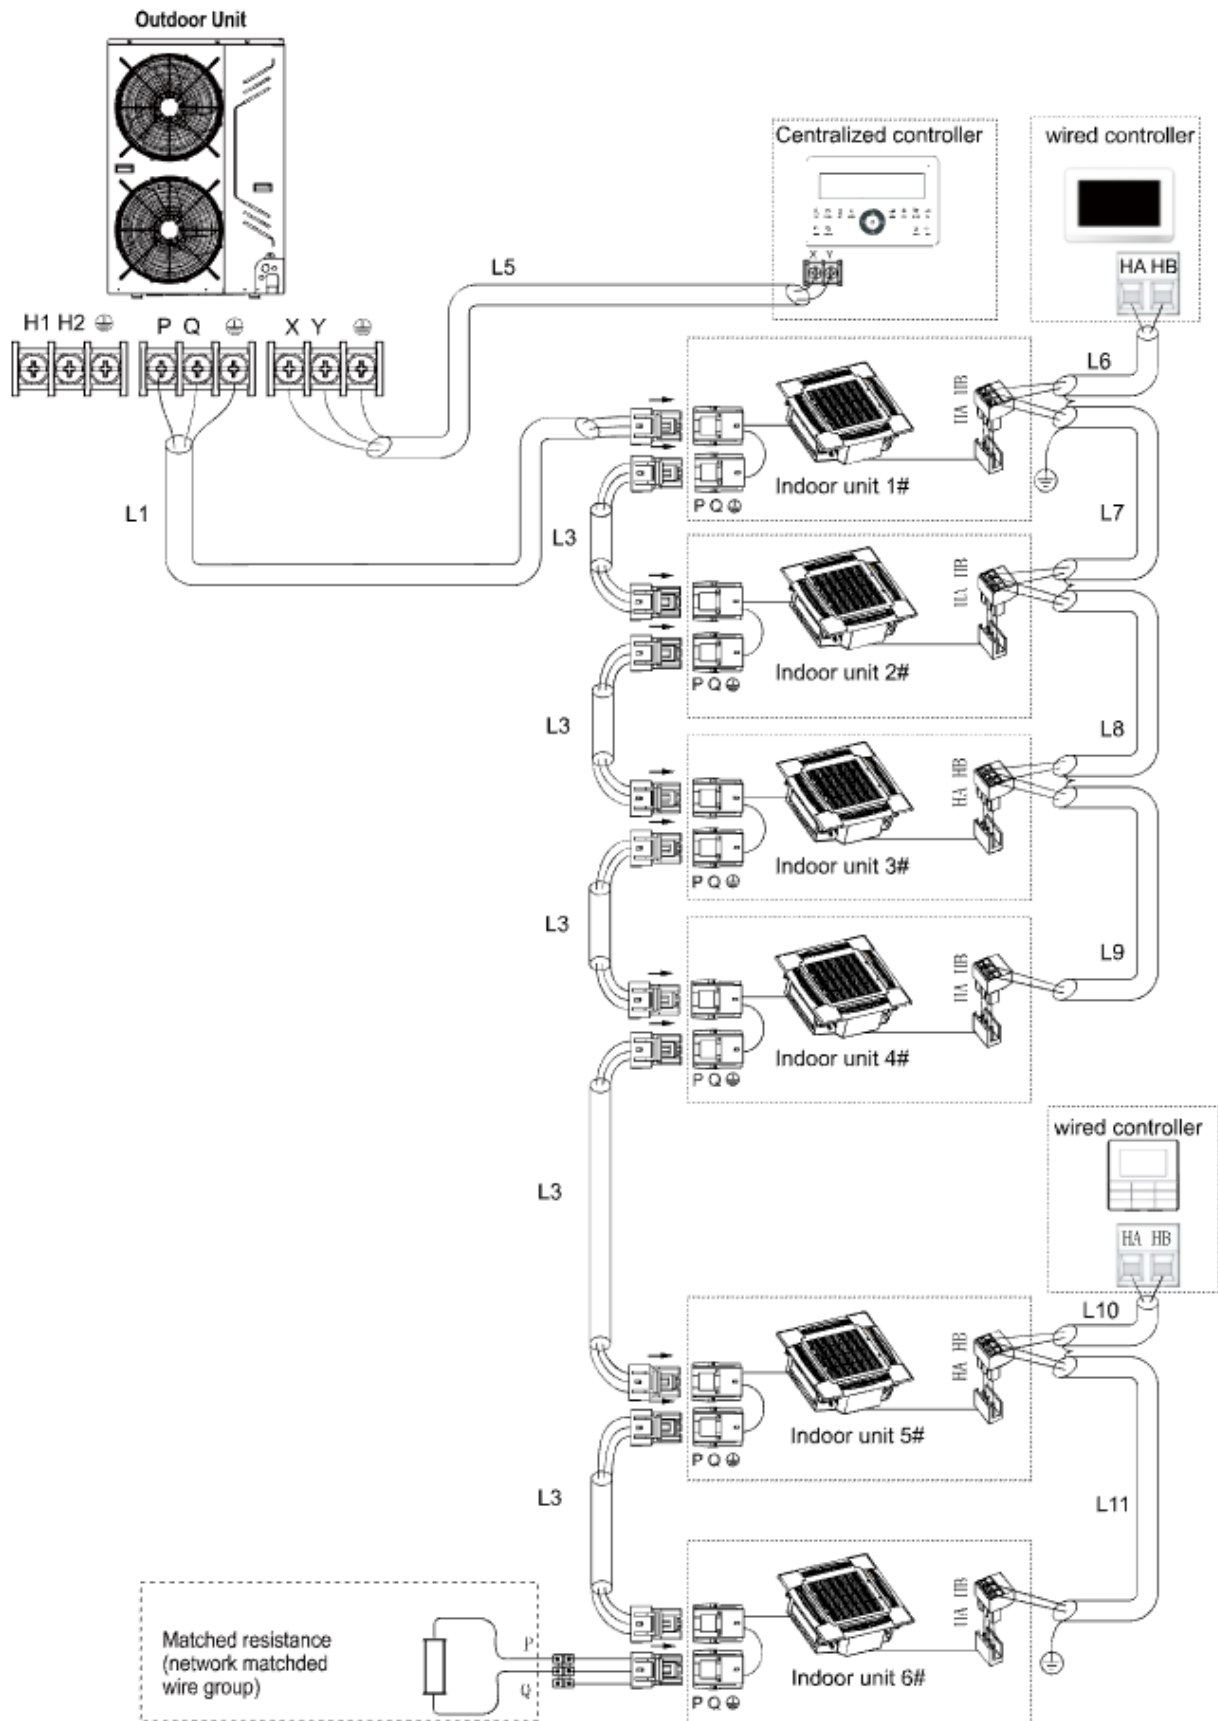 Outdoor Unit
Centralized controller
wired controller
X Y
HA HB
L5
H1 H2
P Q
X Y
L6
HA HB
Indoor unit 1#
P Q
L1
L3
L7
HA HB
Indoor unit 2#
P Q
L3
L8
HA HB
Indoor unit 3#
P Q
L3
L9
HA HB
Indoor unit 4#
P Q
wired controller
L3
HA HB
L10
HA HB
Indoor unit 5#
P Q
L3
L11
HA HB
Matched resistance
(network matchded
wire group)
P
Q
Indoor unit 6#
P Q